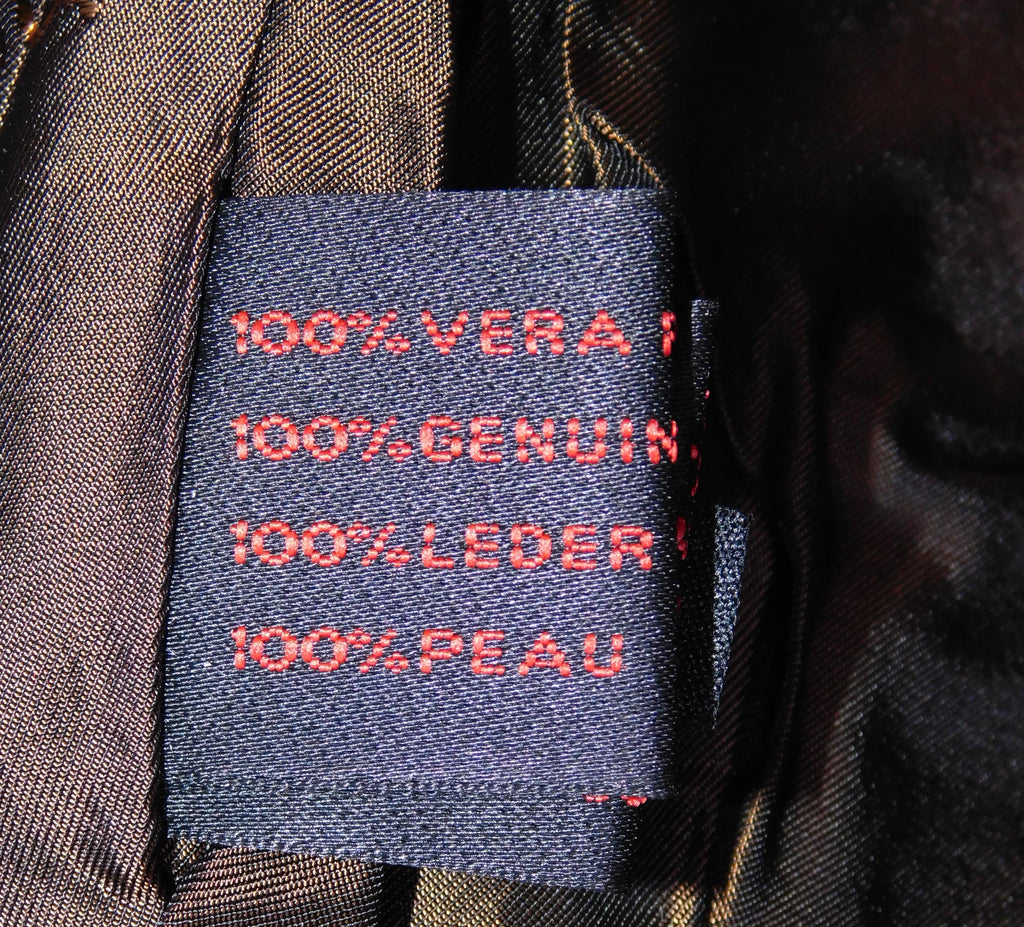 100% VERA
100% GENUIN
100% LEDER
100% PEAU